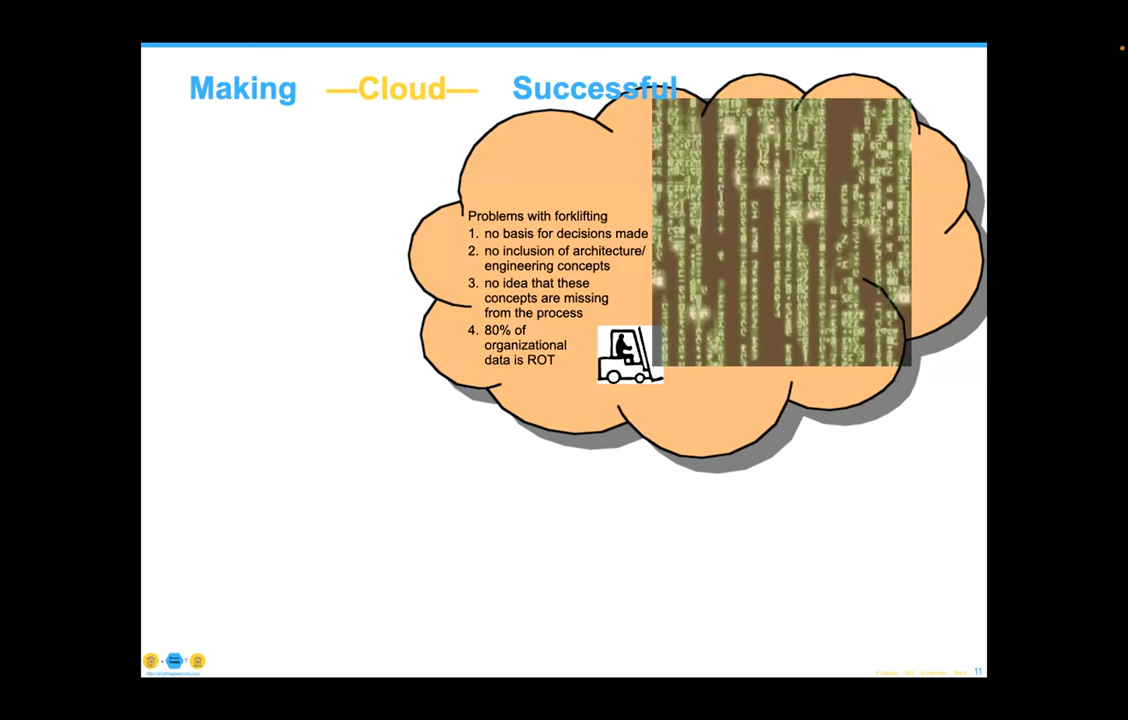 Making —Cloud— Successful
Problems with forklifting
1. no basis for decisions made
2. no inclusion of architecture/
engineering concepts
3. no idea that these
concepts are missing
from the process
4. 80% of
organizational
data is ROT
11